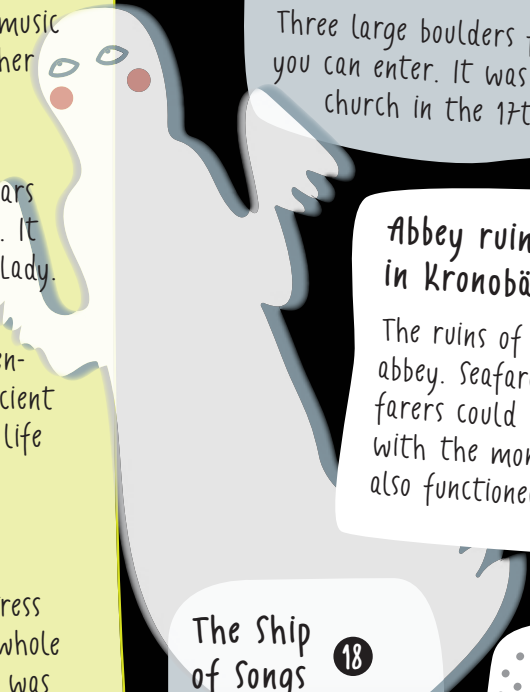 music
her
ars
. It
lady.
en-
cient
life
ress
whole
was
Three large boulders
you can enter. It was
church in the 17t
Abbey ruin
in Kronobä
The ruins of
abbey. Seafar
farers could
with the mon
also functione
The Ship
of Songs
18